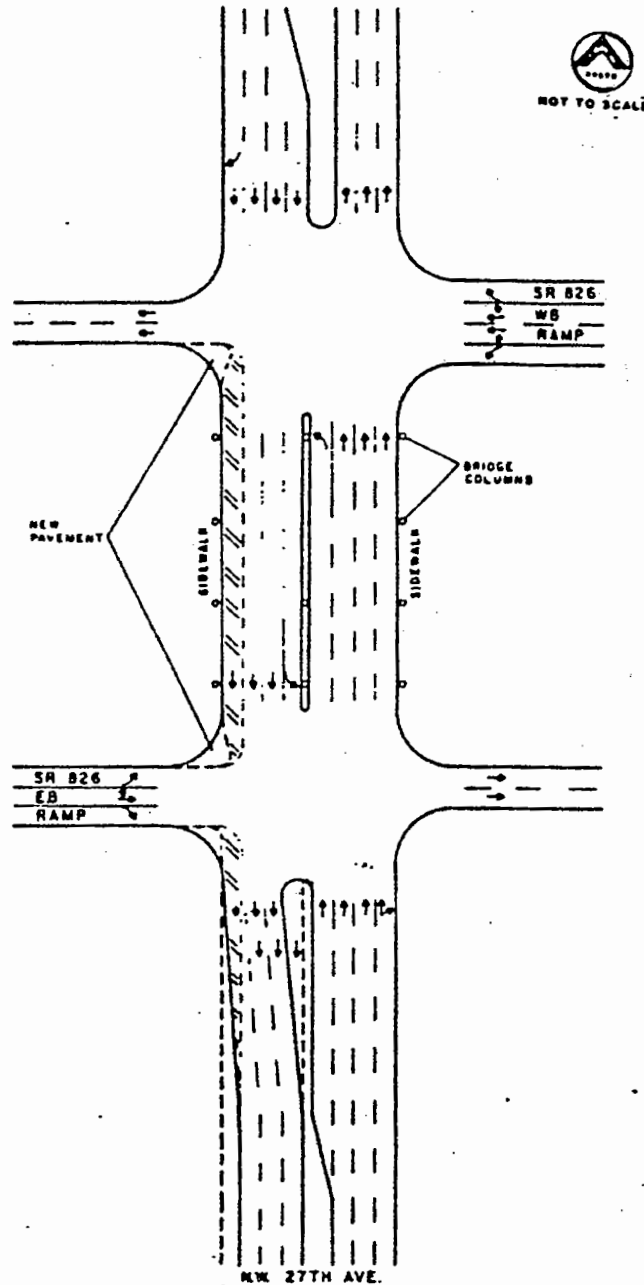 NOT TO SCALE
SR 826
WB
RAMP
BRIDGE
COLUMNS
NEW
PAVEMENT
SIDEWALK
SIDEWALK
SR 826
EB
RAMP
N.W. 27TH AVE.